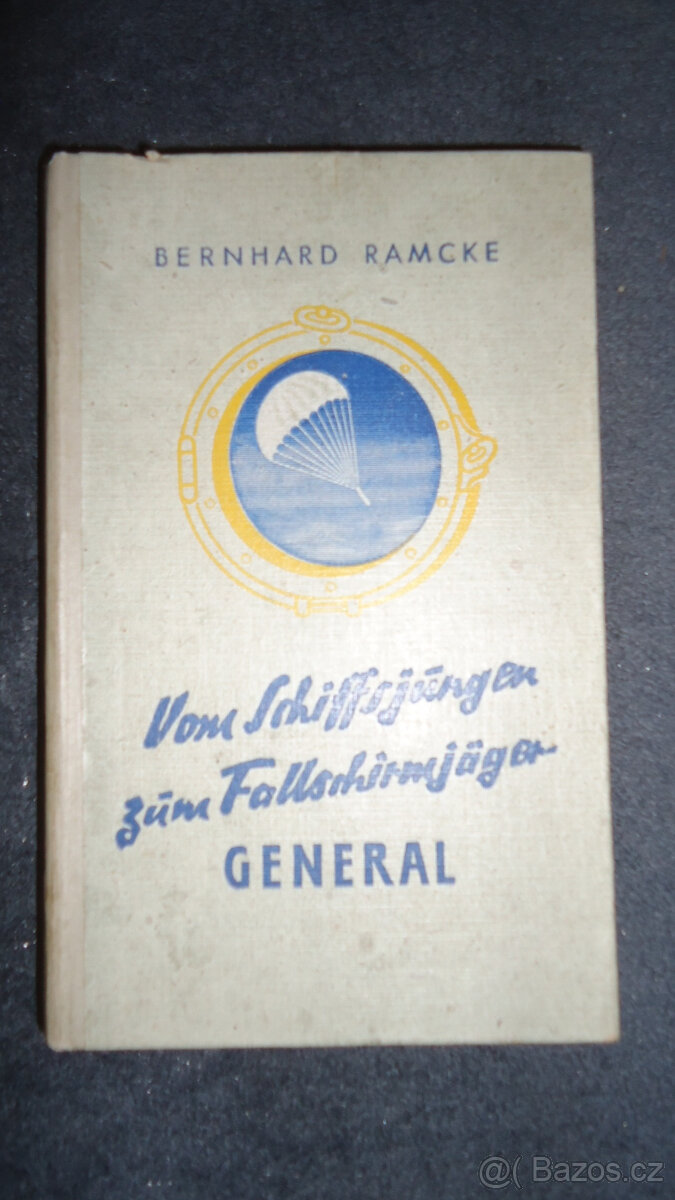 BERNHARD RAMCKE
Vom Schiffsjungen
zum Fallschirmjäger-
GENERAL
@( Bazos.cz